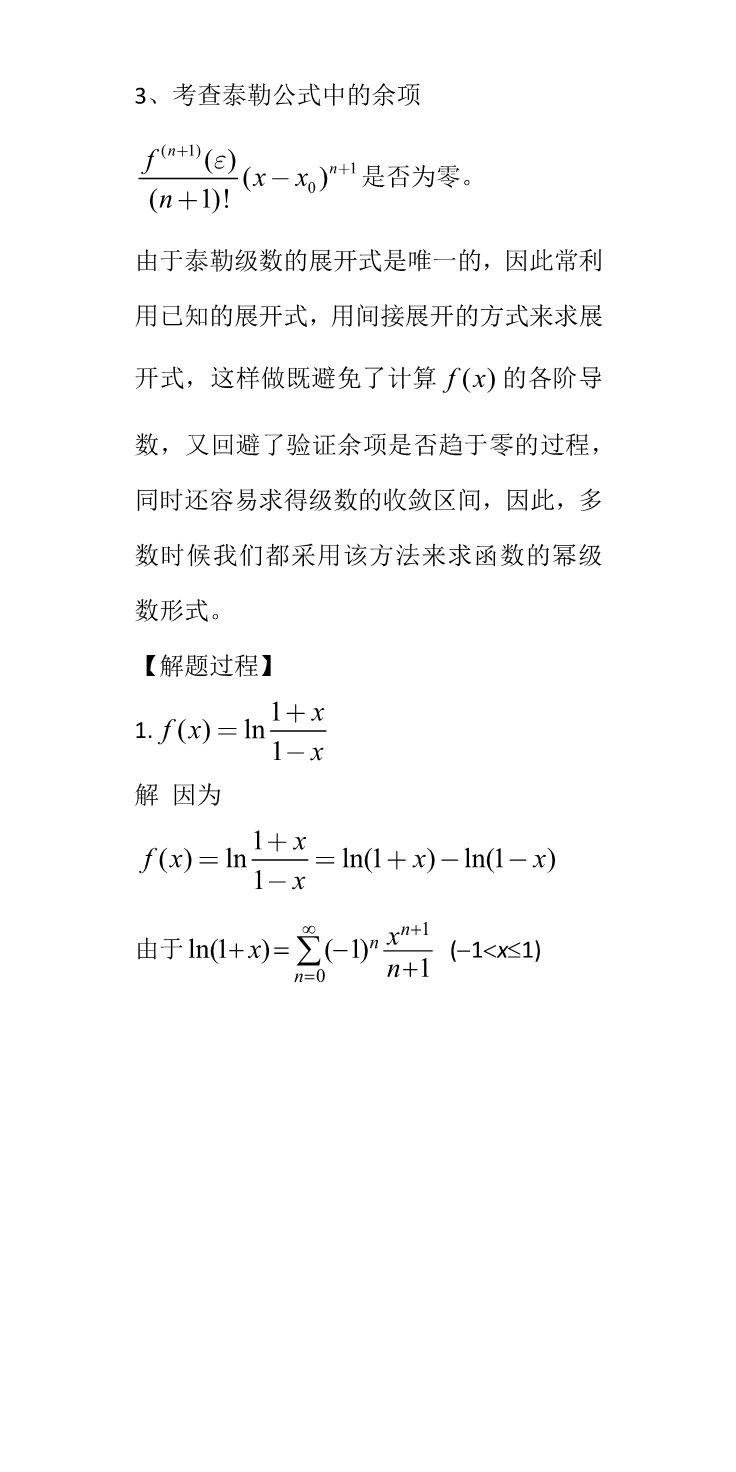 3、考查泰勒公式中的余项
\frac{f^{(n+1)}(\varepsilon)}{(n+1)!}(x-x_0)^{n+1}是否为零。
由于泰勒级数的展开式是唯一的，因此常利
用已知的展开式，用间接展开的方式来求展
开式，这样做既避免了计算 f(x) 的各阶导
数，又回避了验证余项是否趋于零的过程，
同时还容易求得级数的收敛区间，因此，多
数时候我们都采用该方法来求函数的幂级
数形式。
【解题过程】
1. f(x)=\ln\frac{1+x}{1-x}
解 因为
f(x)=\ln\frac{1+x}{1-x}=\ln(1+x)-\ln(1-x)
由于\ln(1+x)=\sum_{n=0}^{\infty}(-1)^n\frac{x^{n+1}}{n+1} (−1<x≤1)